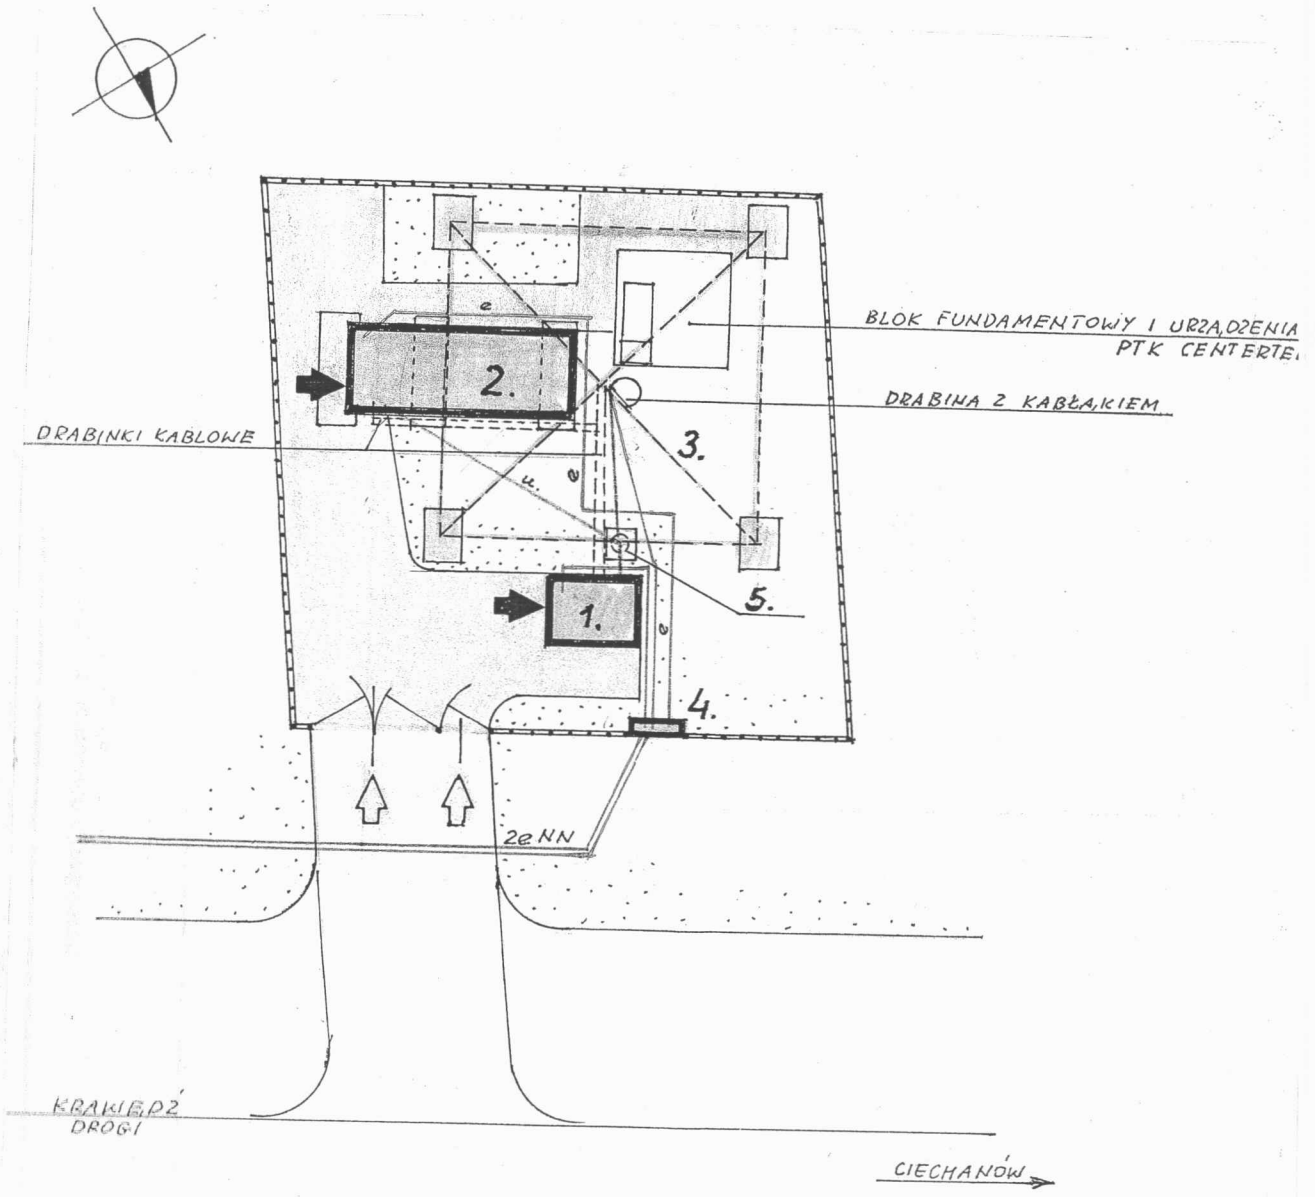 BLOK FUNDAMENTOWY I URZĄDZENIA
PTK CENTERTEL
e
2.
DRABINA Z KABŁĄKIEM
DRABINKI KABLOWE
3.
e
u.
5.
1.
e
4.
2e NN
KRAWĘDŹ
DROGI
CIECHANÓW